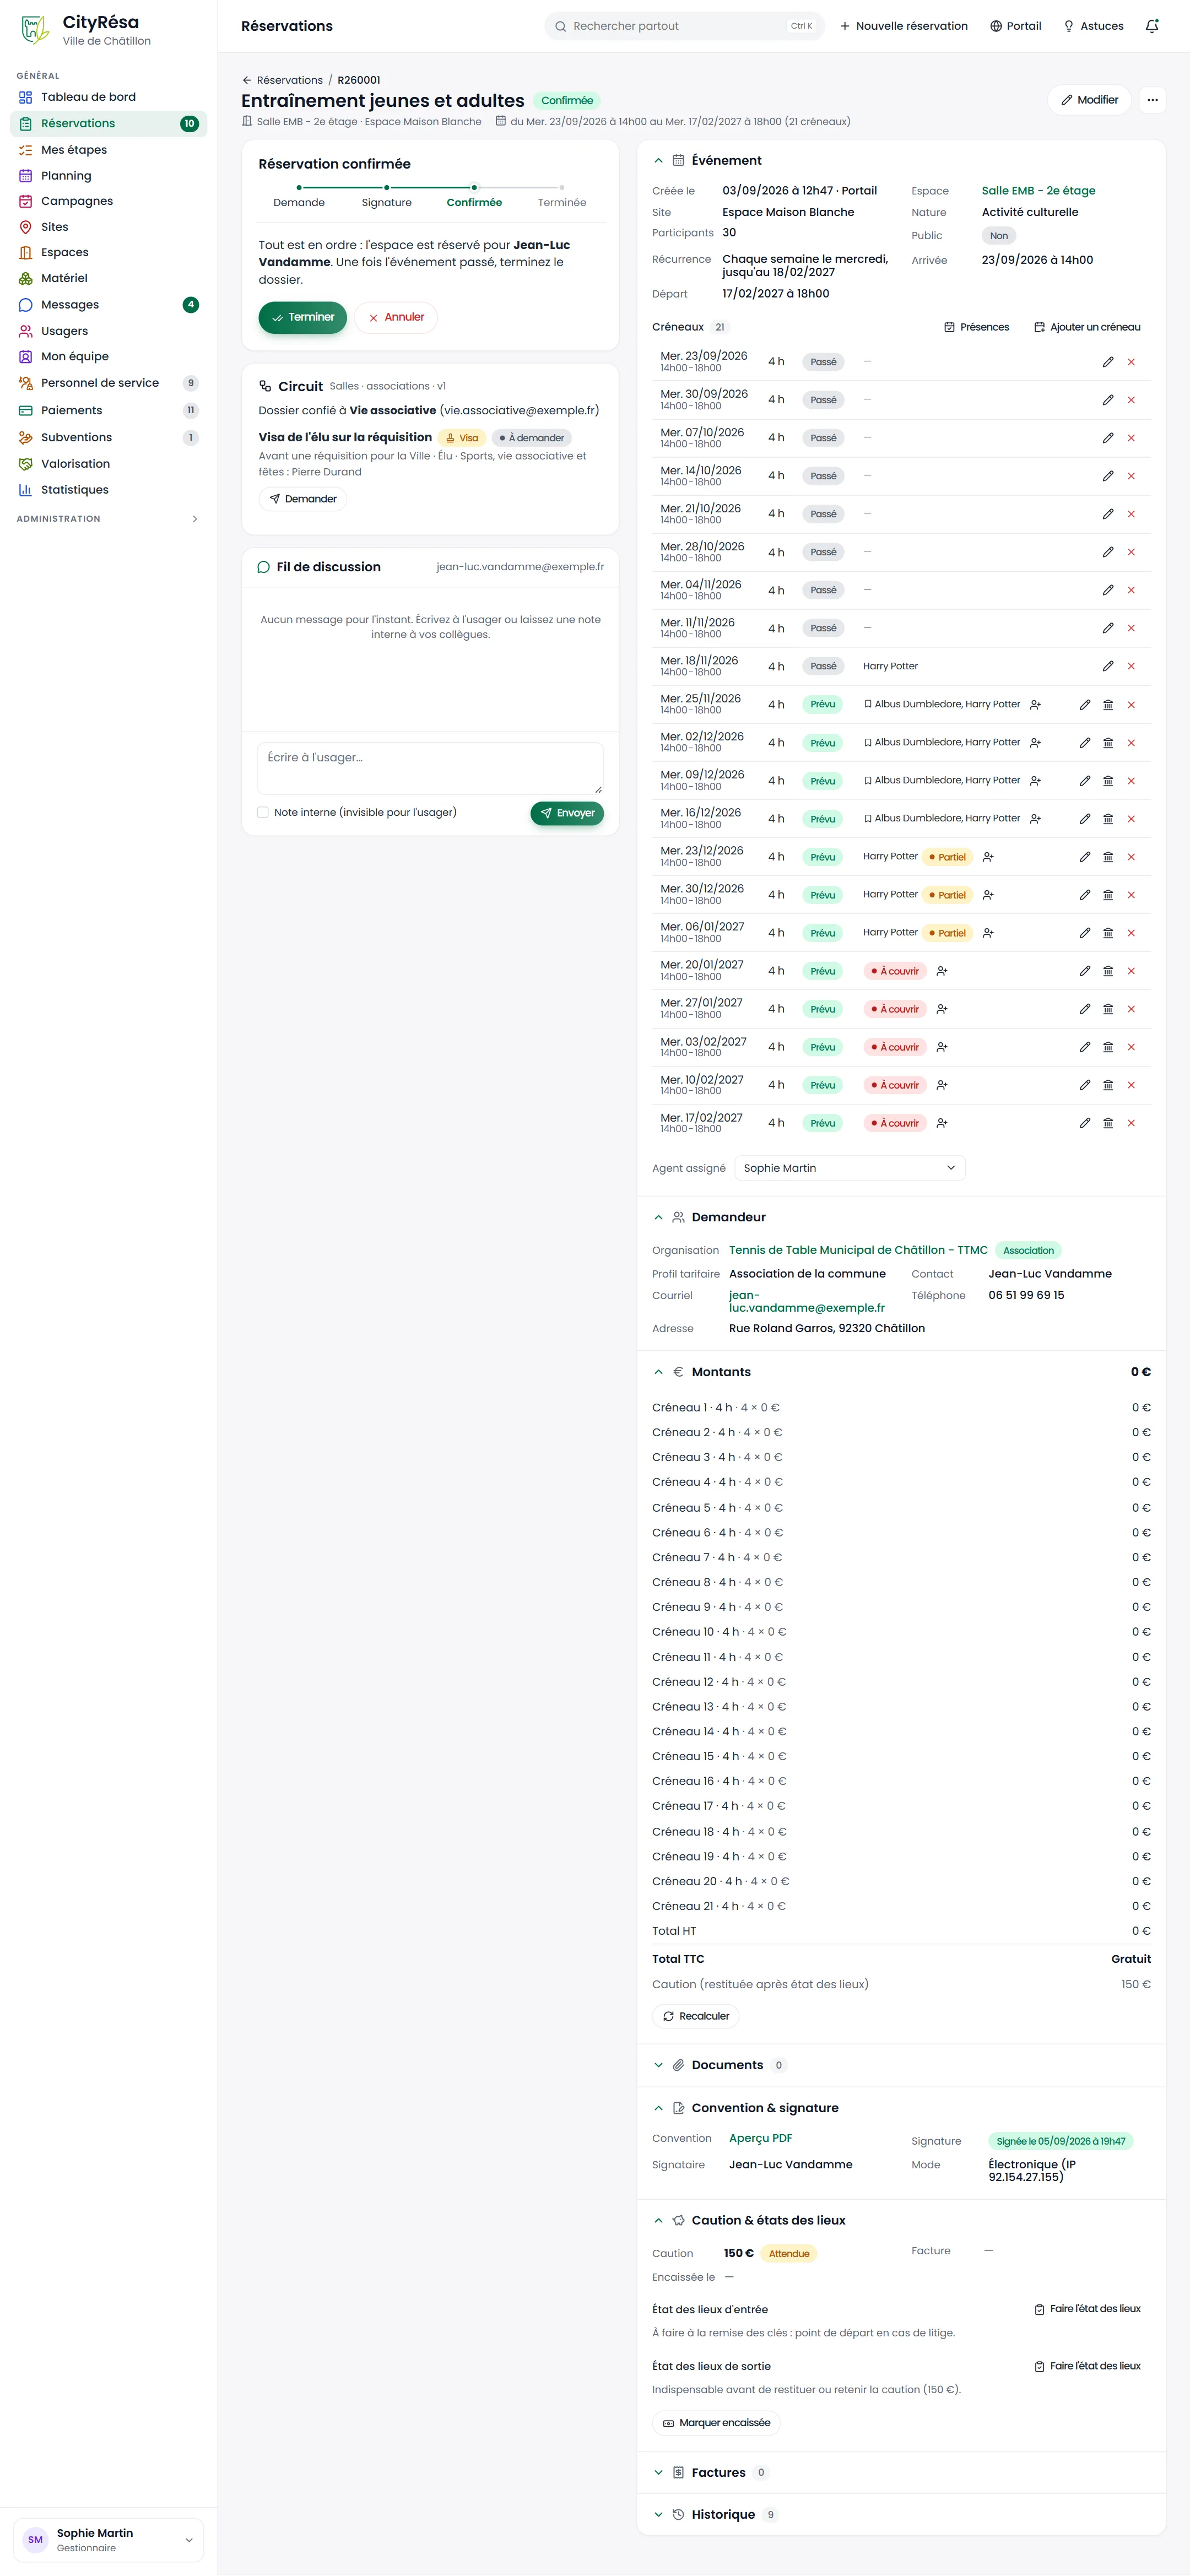 CityRésa
Ville de Châtillon
GÉNÉRAL
Tableau de bord
Réservations 10
Mes étapes
Planning
Campagnes
Sites
Espaces
Matériel
Messages 4
Usagers
Mon équipe
Personnel de service 9
Paiements 11
Subventions 1
Valorisation
Statistiques
ADMINISTRATION
SM
Sophie Martin
Gestionnaire
Réservations
Rechercher partout Ctrl K
Nouvelle réservation
Portail
Astuces
Réservations / R260001
Entraînement jeunes et adultes Confirmée
Salle EMB - 2e étage · Espace Maison Blanche du Mer. 23/09/2026 à 14h00 au Mer. 17/02/2027 à 18h00 (21 créneaux)
Modifier
Réservation confirmée
Demande Signature Confirmée Terminée
Tout est en ordre : l'espace est réservé pour Jean-Luc
Vandamme. Une fois l'événement passé, terminez le
dossier.
Terminer Annuler
Circuit Salles · associations · v1
Dossier confié à Vie associative (vie.associative@exemple.fr)
Visa de l'élu sur la réquisition Visa À demander
Avant une réquisition pour la Ville · Élu · Sports, vie associative et
fêtes : Pierre Durand
Demander
Fil de discussion jean-luc.vandamme@exemple.fr
Aucun message pour l'instant. Écrivez à l'usager ou laissez une note
interne à vos collègues.
Écrire à l'usager…
Note interne (invisible pour l'usager) Envoyer
Événement
Créée le 03/09/2026 à 12h47 · Portail Espace Salle EMB - 2e étage
Site Espace Maison Blanche Nature Activité culturelle
Participants 30 Public Non
Récurrence Chaque semaine le mercredi,
jusqu'au 18/02/2027
Arrivée 23/09/2026 à 14h00
Départ 17/02/2027 à 18h00
Créneaux 21 Présences Ajouter un créneau
Mer. 23/09/2026 4 h Passé —
14h00-18h00
Mer. 30/09/2026 4 h Passé —
14h00-18h00
Mer. 07/10/2026 4 h Passé —
14h00-18h00
Mer. 14/10/2026 4 h Passé —
14h00-18h00
Mer. 21/10/2026 4 h Passé —
14h00-18h00
Mer. 28/10/2026 4 h Passé —
14h00-18h00
Mer. 04/11/2026 4 h Passé —
14h00-18h00
Mer. 11/11/2026 4 h Passé —
14h00-18h00
Mer. 18/11/2026 4 h Passé Harry Potter
14h00-18h00
Mer. 25/11/2026 4 h Prévu Albus Dumbledore, Harry Potter
14h00-18h00
Mer. 02/12/2026 4 h Prévu Albus Dumbledore, Harry Potter
14h00-18h00
Mer. 09/12/2026 4 h Prévu Albus Dumbledore, Harry Potter
14h00-18h00
Mer. 16/12/2026 4 h Prévu Albus Dumbledore, Harry Potter
14h00-18h00
Mer. 23/12/2026 4 h Prévu Harry Potter Partiel
14h00-18h00
Mer. 30/12/2026 4 h Prévu Harry Potter Partiel
14h00-18h00
Mer. 06/01/2027 4 h Prévu Harry Potter Partiel
14h00-18h00
Mer. 20/01/2027 4 h Prévu À couvrir
14h00-18h00
Mer. 27/01/2027 4 h Prévu À couvrir
14h00-18h00
Mer. 03/02/2027 4 h Prévu À couvrir
14h00-18h00
Mer. 10/02/2027 4 h Prévu À couvrir
14h00-18h00
Mer. 17/02/2027 4 h Prévu À couvrir
14h00-18h00
Agent assigné Sophie Martin
Demandeur
Organisation Tennis de Table Municipal de Châtillon - TTMC Association
Profil tarifaire Association de la commune Contact Jean-Luc Vandamme
Courriel jean-
luc.vandamme@exemple.fr
Téléphone 06 51 99 69 15
Adresse Rue Roland Garros, 92320 Châtillon
Montants 0 €
Créneau 1 · 4 h · 4 × 0 € 0 €
Créneau 2 · 4 h · 4 × 0 € 0 €
Créneau 3 · 4 h · 4 × 0 € 0 €
Créneau 4 · 4 h · 4 × 0 € 0 €
Créneau 5 · 4 h · 4 × 0 € 0 €
Créneau 6 · 4 h · 4 × 0 € 0 €
Créneau 7 · 4 h · 4 × 0 € 0 €
Créneau 8 · 4 h · 4 × 0 € 0 €
Créneau 9 · 4 h · 4 × 0 € 0 €
Créneau 10 · 4 h · 4 × 0 € 0 €
Créneau 11 · 4 h · 4 × 0 € 0 €
Créneau 12 · 4 h · 4 × 0 € 0 €
Créneau 13 · 4 h · 4 × 0 € 0 €
Créneau 14 · 4 h · 4 × 0 € 0 €
Créneau 15 · 4 h · 4 × 0 € 0 €
Créneau 16 · 4 h · 4 × 0 € 0 €
Créneau 17 · 4 h · 4 × 0 € 0 €
Créneau 18 · 4 h · 4 × 0 € 0 €
Créneau 19 · 4 h · 4 × 0 € 0 €
Créneau 20 · 4 h · 4 × 0 € 0 €
Créneau 21 · 4 h · 4 × 0 € 0 €
Total HT 0 €
Total TTC Gratuit
Caution (restituée après état des lieux) 150 €
Recalculer
Documents 0
Convention & signature
Convention Aperçu PDF Signature Signée le 05/09/2026 à 19h47
Signataire Jean-Luc Vandamme Mode Électronique (IP
92.154.27.155)
Caution & états des lieux
Caution 150 € Attendue Facture —
Encaissée le —
État des lieux d'entrée Faire l'état des lieux
À faire à la remise des clés : point de départ en cas de litige.
État des lieux de sortie Faire l'état des lieux
Indispensable avant de restituer ou retenir la caution (150 €).
Marquer encaissée
Factures 0
Historique 9